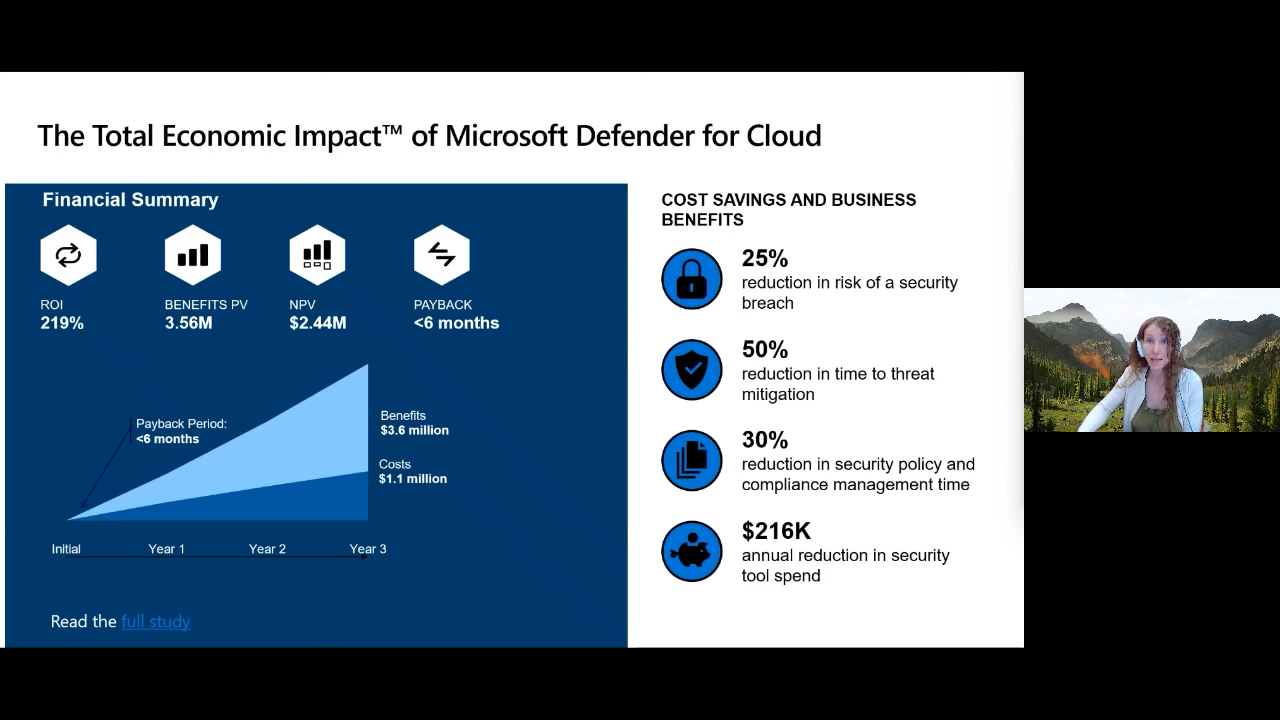 The Total Economic Impact™ of Microsoft Defender for Cloud
Financial Summary
ROI
219%
BENEFITS PV
3.56M
NPV
$2.44M
PAYBACK
<6 months
Payback Period:
<6 months
Benefits
$3.6 million
Costs
$1.1 million
Initial
Year 1
Year 2
Year 3
Read the full study
COST SAVINGS AND BUSINESS
BENEFITS
25%
reduction in risk of a security
breach
50%
reduction in time to threat
mitigation
30%
reduction in security policy and
compliance management time
$216K
annual reduction in security
tool spend